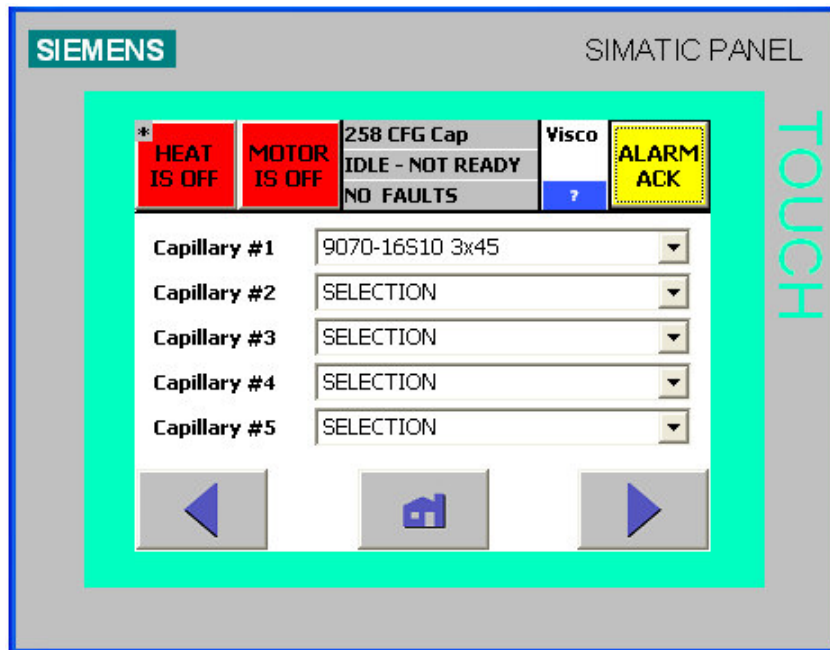 SIEMENS
SIMATIC PANEL
TOUCH
*
HEAT
IS OFF
MOTOR
IS OFF
258 CFG Cap
IDLE - NOT READY
NO FAULTS
Visco
?
ALARM
ACK
Capillary #1 9070-16S10 3x45
Capillary #2 SELECTION
Capillary #3 SELECTION
Capillary #4 SELECTION
Capillary #5 SELECTION